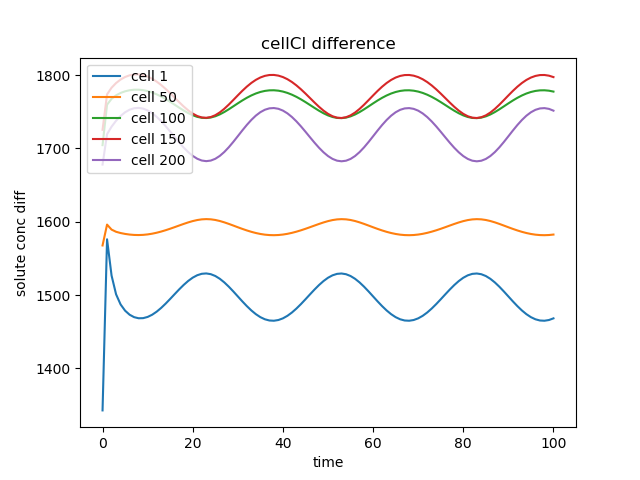 cellCl difference
1800
1700
1600
1500
1400
solute conc diff
cell 1
cell 50
cell 100
cell 150
cell 200
0 20 40 60 80 100
time